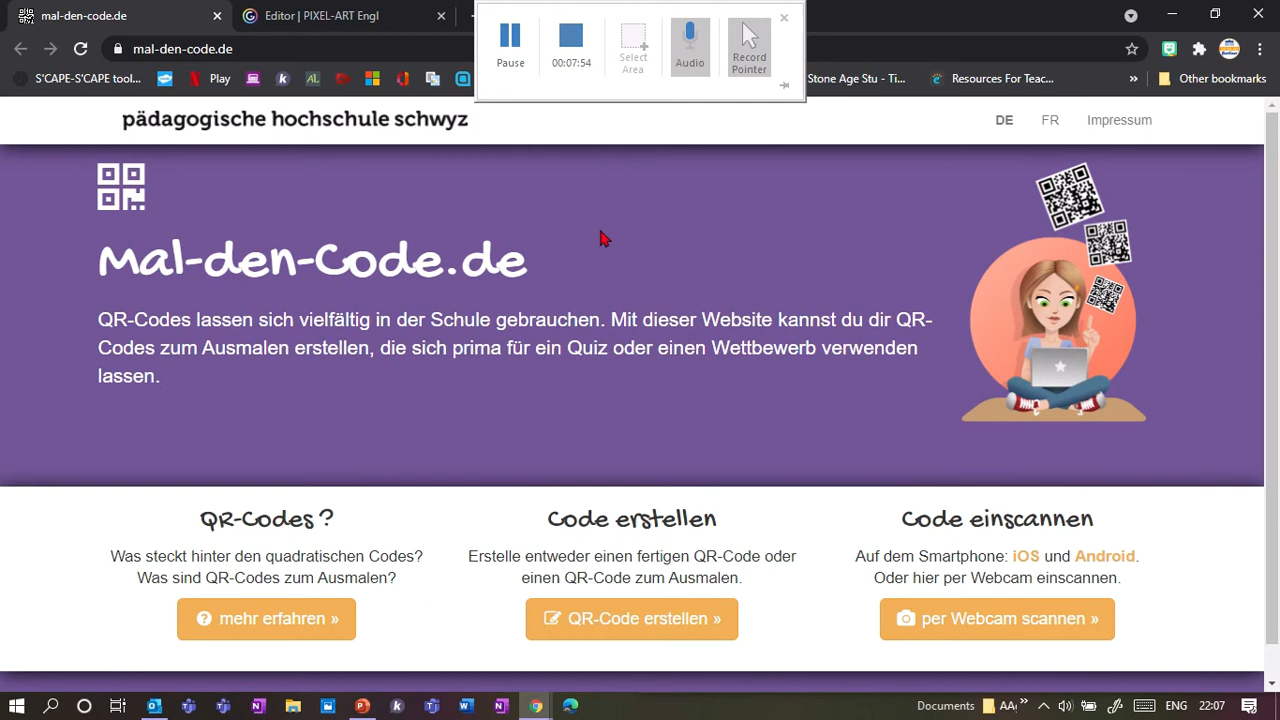 mal-den-code.de
Editor | PIXEL-ART Engl
Pause
00:07:54
Select
Area
Audio
Record
Pointer
mal-den-code.de
S'CAPE-S'CAPE tool...
Play
Stone Age Stu - Ti...
Resources For Teac...
Other bookmarks
pädagogische hochschule schwyz
DE
FR
Impressum
Mal-den-Code.de
QR-Codes lassen sich vielfältig in der Schule gebrauchen. Mit dieser Website kannst du dir QR-
Codes zum Ausmalen erstellen, die sich prima für ein Quiz oder einen Wettbewerb verwenden
lassen.
QR-Codes ?
Was steckt hinter den quadratischen Codes?
Was sind QR-Codes zum Ausmalen?
mehr erfahren »
Code erstellen
Erstelle entweder einen fertigen QR-Code oder
einen QR-Code zum Ausmalen.
QR-Code erstellen »
Code einscannen
Auf dem Smartphone: iOS und Android.
Oder hier per Webcam einscannen.
per Webcam scannen »
Documents
ENG
22:07